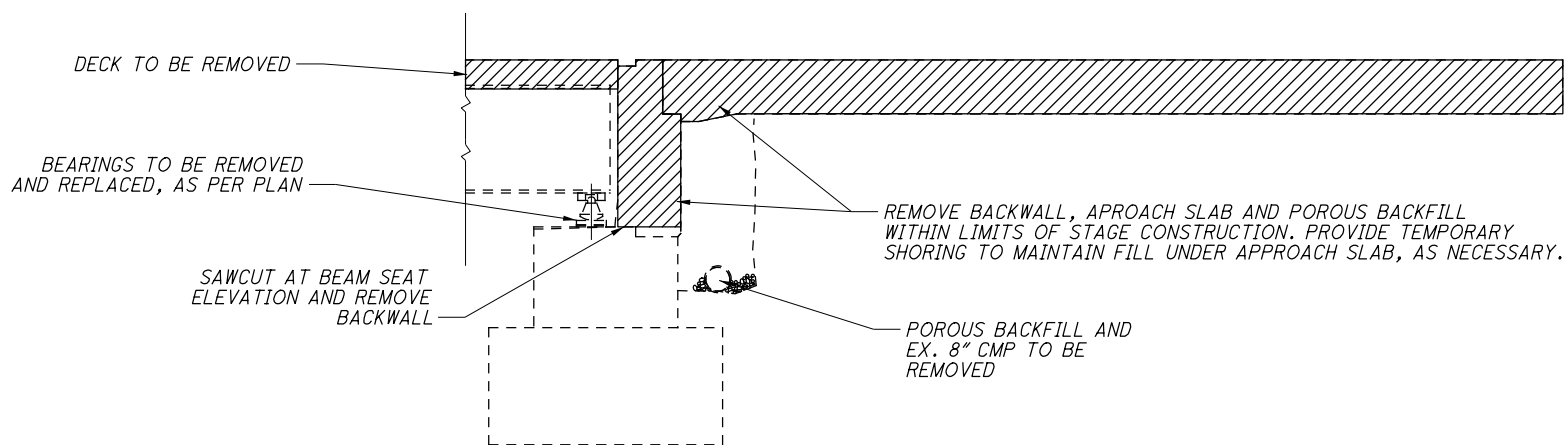 DECK TO BE REMOVED
BEARINGS TO BE REMOVED
AND REPLACED, AS PER PLAN
SAWCUT AT BEAM SEAT
ELEVATION AND REMOVE
BACKWALL
REMOVE BACKWALL, APROACH SLAB AND POROUS BACKFILL
WITHIN LIMITS OF STAGE CONSTRUCTION. PROVIDE TEMPORARY
SHORING TO MAINTAIN FILL UNDER APPROACH SLAB, AS NECESSARY.
POROUS BACKFILL AND
EX. 8" CMP TO BE
REMOVED